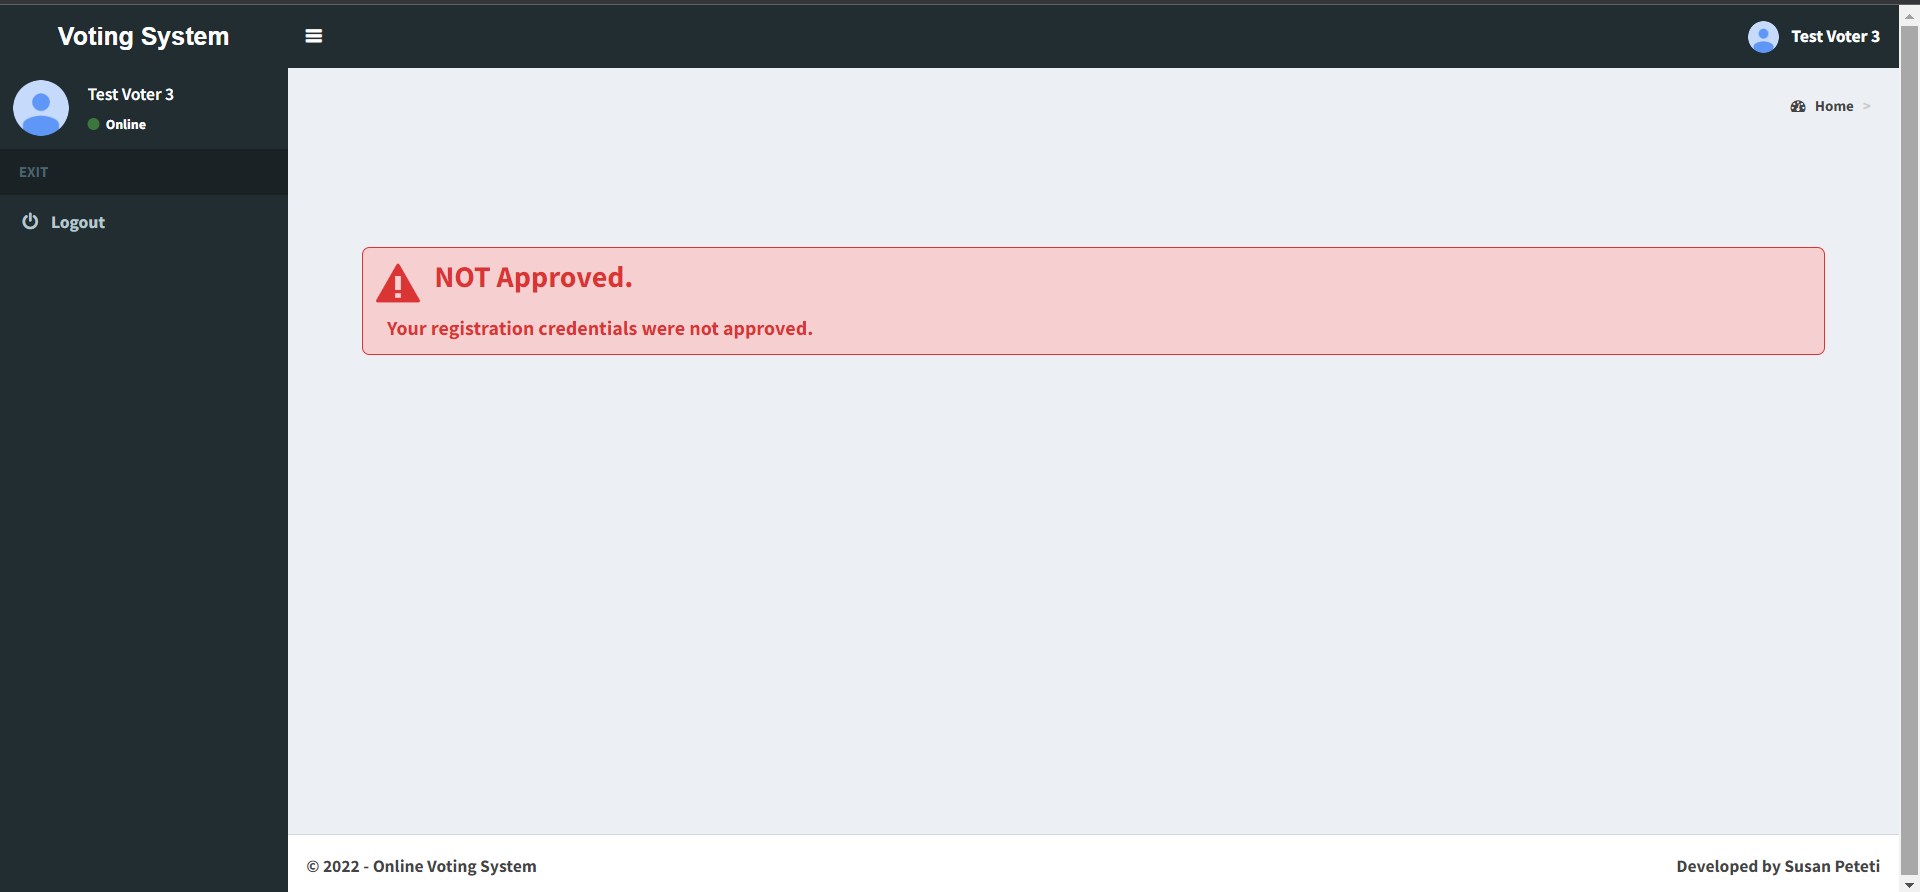 Voting System
Test Voter 3
Test Voter 3
Online
Home >
EXIT
Logout
NOT Approved.
Your registration credentials were not approved.
© 2022 - Online Voting System
Developed by Susan Peteti